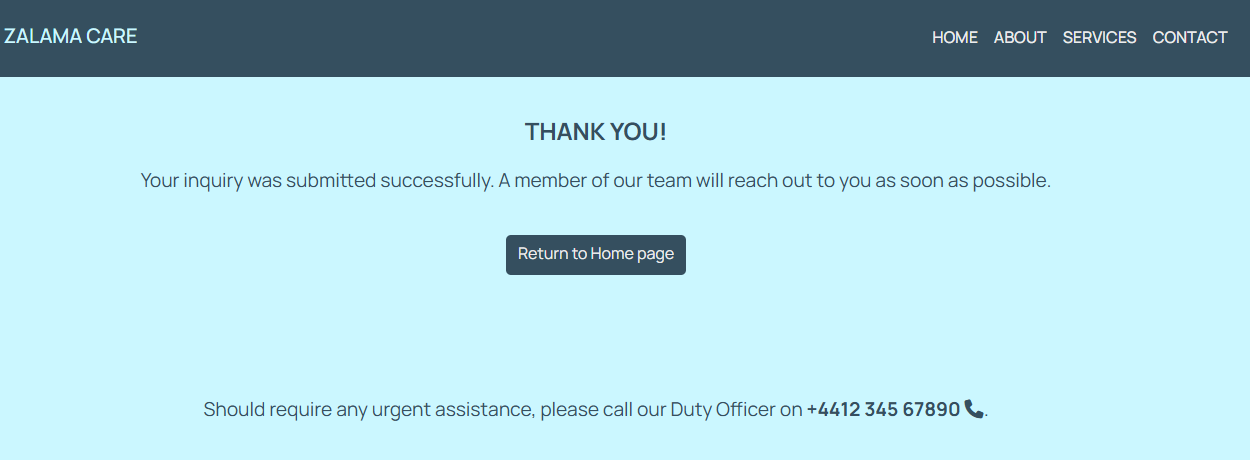 ZALAMA CARE
HOME ABOUT SERVICES CONTACT
THANK YOU!
Your inquiry was submitted successfully. A member of our team will reach out to you as soon as possible.
Return to Home page
Should require any urgent assistance, please call our Duty Officer on +4412 345 67890 .